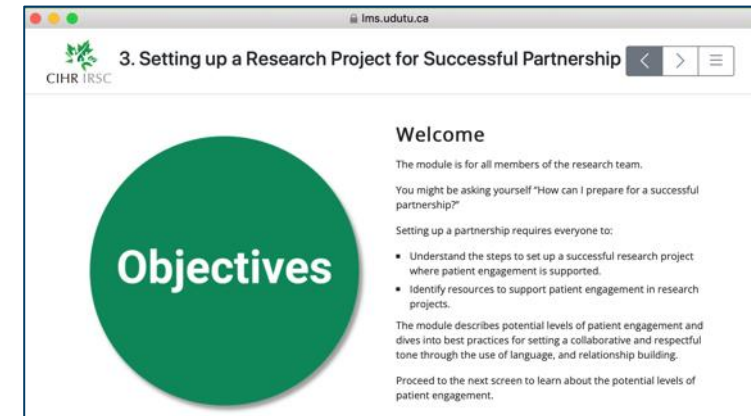 lms.udutu.ca
CIHR IRSC
3. Setting up a Research Project for Successful Partnership
Objectives
Welcome
The module is for all members of the research team.
You might be asking yourself "How can I prepare for a successful
partnership?"
Setting up a partnership requires everyone to:
▪ Understand the steps to set up a successful research project
where patient engagement is supported.
▪ Identify resources to support patient engagement in research
projects.
The module describes potential levels of patient engagement and
dives into best practices for setting a collaborative and respectful
tone through the use of language, and relationship building.
Proceed to the next screen to learn about the potential levels of
patient engagement.